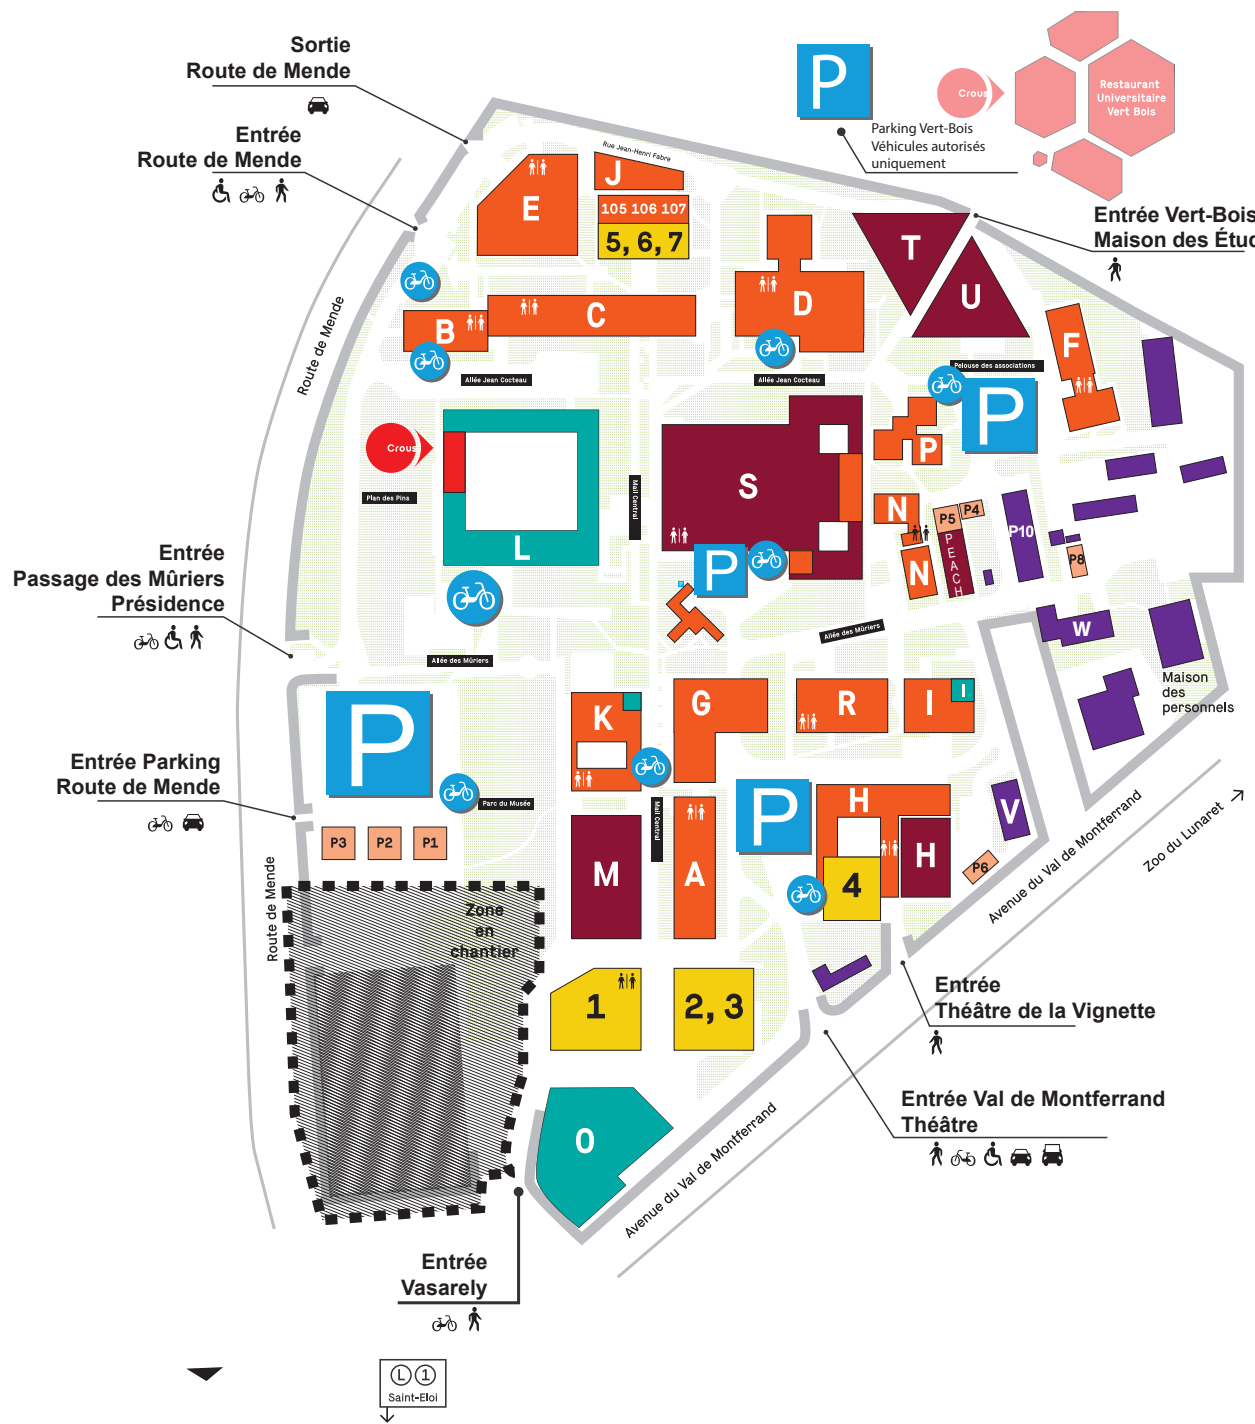 Sortie
Route de Mende
Entrée
Route de Mende
P
Parking Vert-Bois
Véhicules autorisés
uniquement
Crous
Restaurant
Universitaire
Vert Bois
Entrée Vert-Bois
Maison des Étud
Rue Jean-Henri Fabre
E
J
105 106 107
5, 6, 7
T
U
D
B
C
F
Route de Mende
Allée Jean Cocteau
Allée Jean Cocteau
Pelouse des associations
P
Crous
Plan des Pins
L
Mail Central
S
P
N
N
P5
P4
PEACH
P10
P8
P
W
Maison
des
personnels
Entrée
Passage des Mûriers
Présidence
Allée des Mûriers
Allée des Mûriers
P
K
G
R
I
I
Entrée Parking
Route de Mende
Parc du Musée
P3
P2
P1
Mail Central
M
A
P
H
H
4
V
P6
Avenue du Val de Montferrand
Zoo du Lunaret
Route de Mende
Zone
en
chantier
1
2, 3
Entrée
Théâtre de la Vignette
Entrée Val de Montferrand
Théâtre
O
Avenue du Val de Montferrand
Entrée
Vasarely
L 1
Saint-Eloi